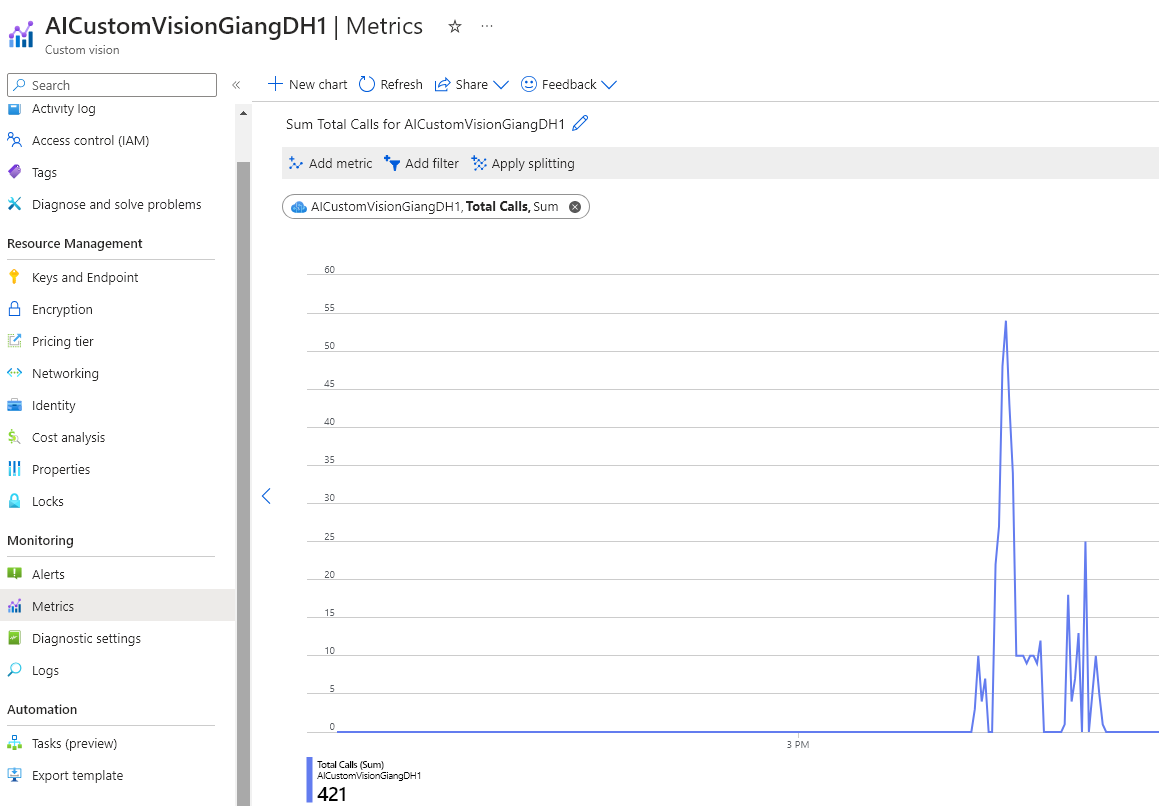 AICustomVisionGiangDH1 | Metrics
Custom vision
Search
Activity log
Access control (IAM)
Tags
Diagnose and solve problems
Resource Management
Keys and Endpoint
Encryption
Pricing tier
Networking
Identity
Cost analysis
Properties
Locks
Monitoring
Alerts
Metrics
Diagnostic settings
Logs
Automation
Tasks (preview)
Export template
New chart Refresh Share Feedback
Sum Total Calls for AICustomVisionGiangDH1
Add metric Add filter Apply splitting
AICustomVisionGiangDH1, Total Calls, Sum
60
55
50
45
40
35
30
25
20
15
10
5
0
3 PM
Total Calls (Sum)
AICustomVisionGiangDH1
421